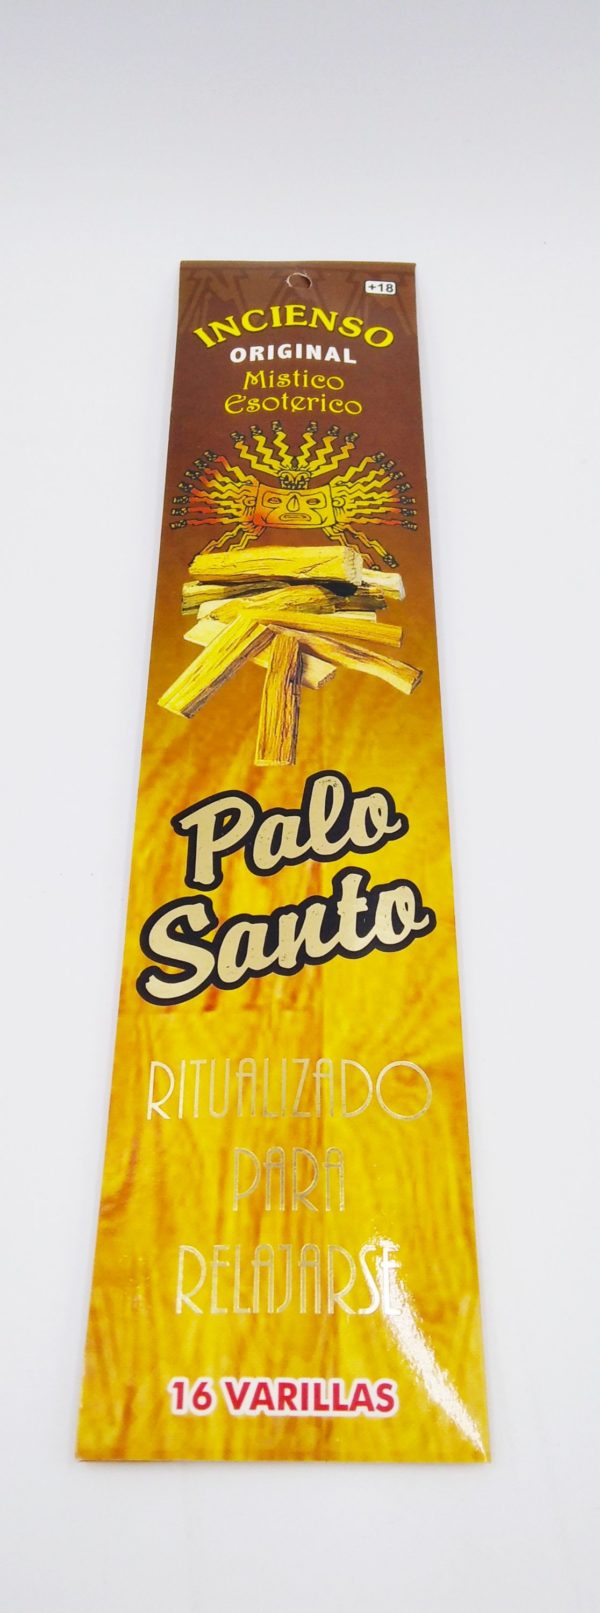 +18
INCIENSO
ORIGINAL
Mistico
Esoterico
Palo
Santo
RITUALIZADO
PARA
RELAJARSE
16 VARILLAS